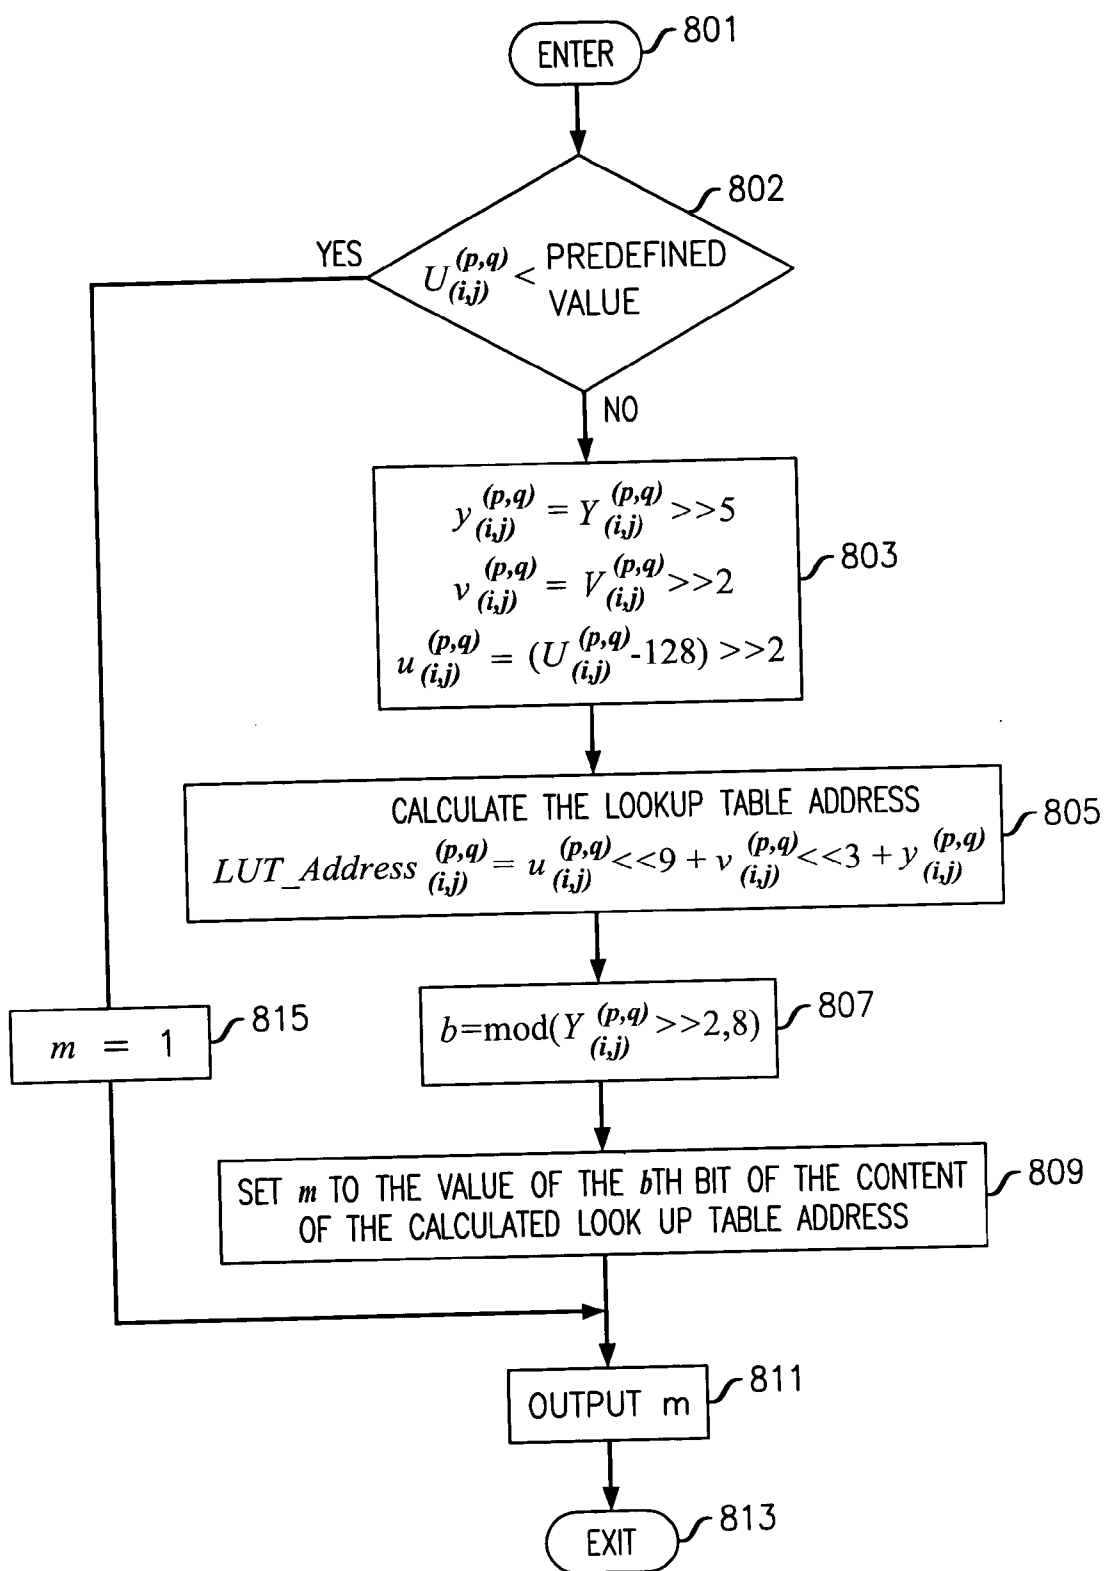 ENTER 801
802
YES
U(i,j)(p,q) < PREDEFINED
VALUE
NO
y(i,j)(p,q) = Y(i,j)(p,q) >>5
v(i,j)(p,q) = V(i,j)(p,q) >>2
u(i,j)(p,q) = (U(i,j)(p,q)-128) >>2
803
CALCULATE THE LOOKUP TABLE ADDRESS
LUT_Address(i,j)(p,q) = u(i,j)(p,q)<<9 + v(i,j)(p,q)<<3 + y(i,j)(p,q)
805
b=mod(Y(i,j)(p,q)>>2,8)
807
m = 1
815
SET m TO THE VALUE OF THE bTH BIT OF THE CONTENT
OF THE CALCULATED LOOK UP TABLE ADDRESS
809
OUTPUT m
811
EXIT
813